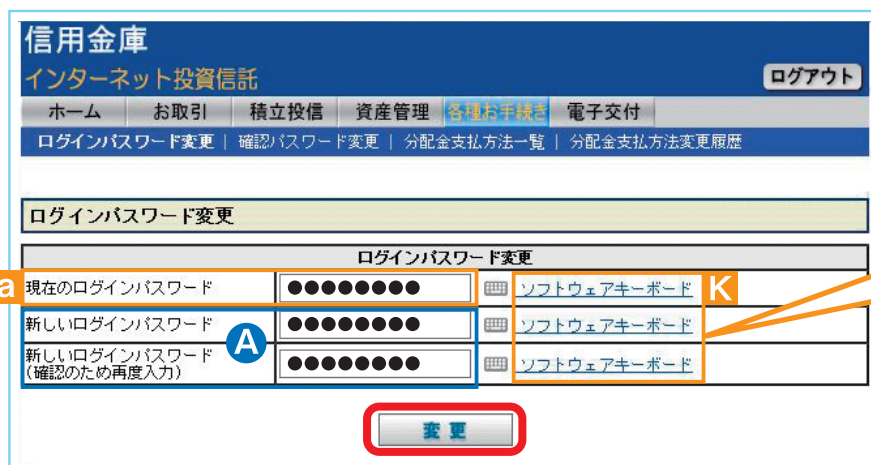 信用金庫
インターネット投資信託
ログアウト
ホーム お取引 積立投信 資産管理 各種お手続き 電子交付
ログインパスワード変更 | 確認パスワード変更 | 分配金支払方法一覧 | 分配金支払方法変更履歴
ログインパスワード変更
ログインパスワード変更
a 現在のログインパスワード ●●●●●●●● ソフトウェアキーボード K
新しいログインパスワード ●●●●●●●● ソフトウェアキーボード
A
新しいログインパスワード
(確認のため再度入力) ●●●●●●●● ソフトウェアキーボード
変更